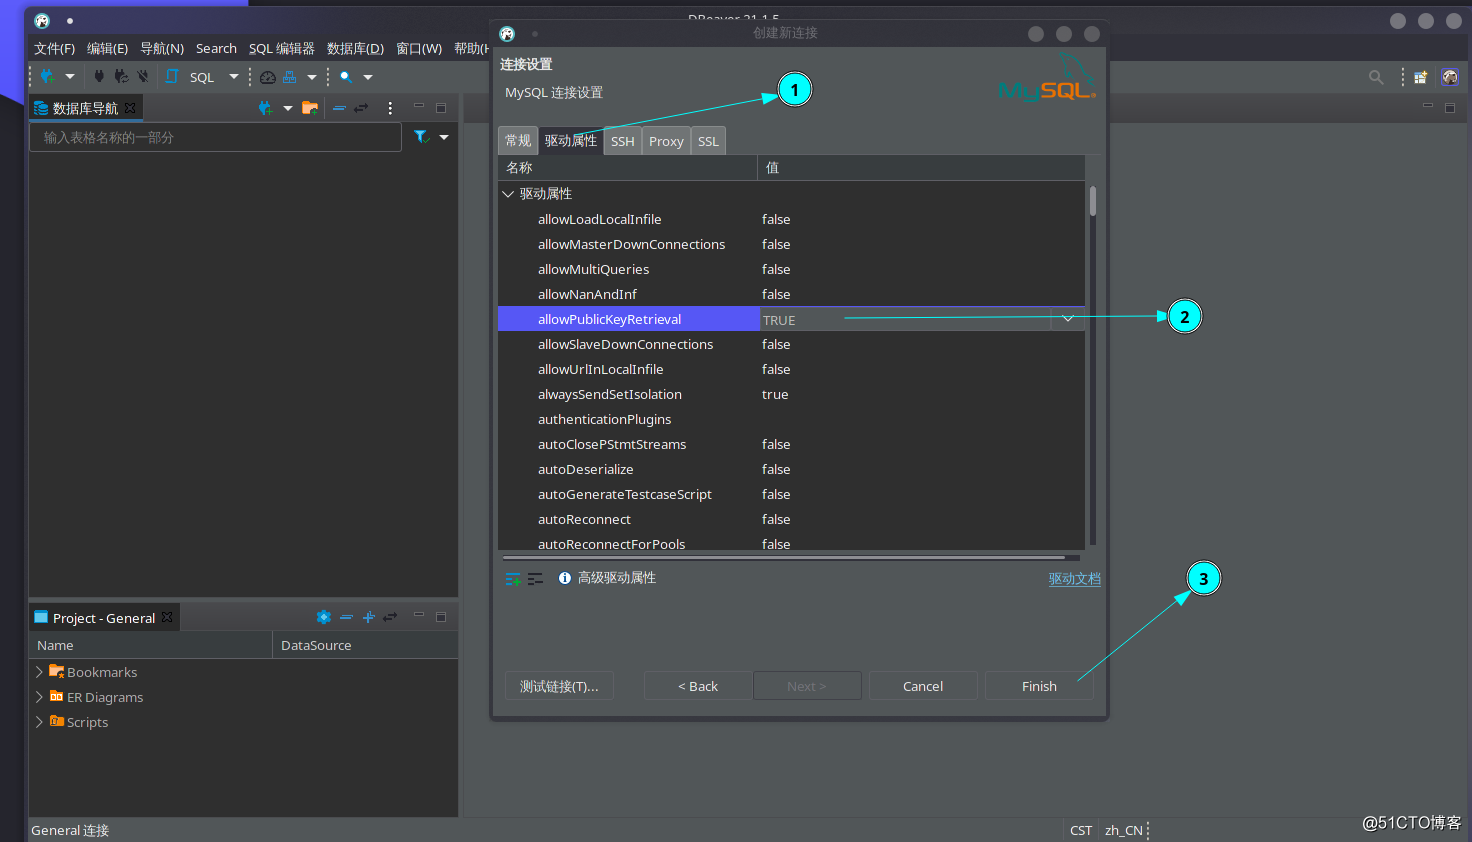 DBeaver 21.1.5
文件(F) 编辑(E) 导航(N) Search SQL 编辑器 数据库(D) 窗口(W) 帮助(H
SQL
数据库导航
输入表格名称的一部分
创建新连接
连接设置
MySQL 连接设置
MySQL
1
常规 驱动属性 SSH Proxy SSL
名称 值
驱动属性
allowLoadLocalInfile false
allowMasterDownConnections false
allowMultiQueries false
allowNanAndInf false
allowPublicKeyRetrieval TRUE
2
allowSlaveDownConnections false
allowUrlInLocalInfile false
alwaysSendSetIsolation true
authenticationPlugins
autoClosePStmtStreams false
autoDeserialize false
autoGenerateTestcaseScript false
autoReconnect false
autoReconnectForPools false
高级驱动属性 驱动文档
3
测试链接(T)... < Back Next > Cancel Finish
Project - General
Name DataSource
Bookmarks
ER Diagrams
Scripts
General 连接 CST zh_CN
@51CTO博客